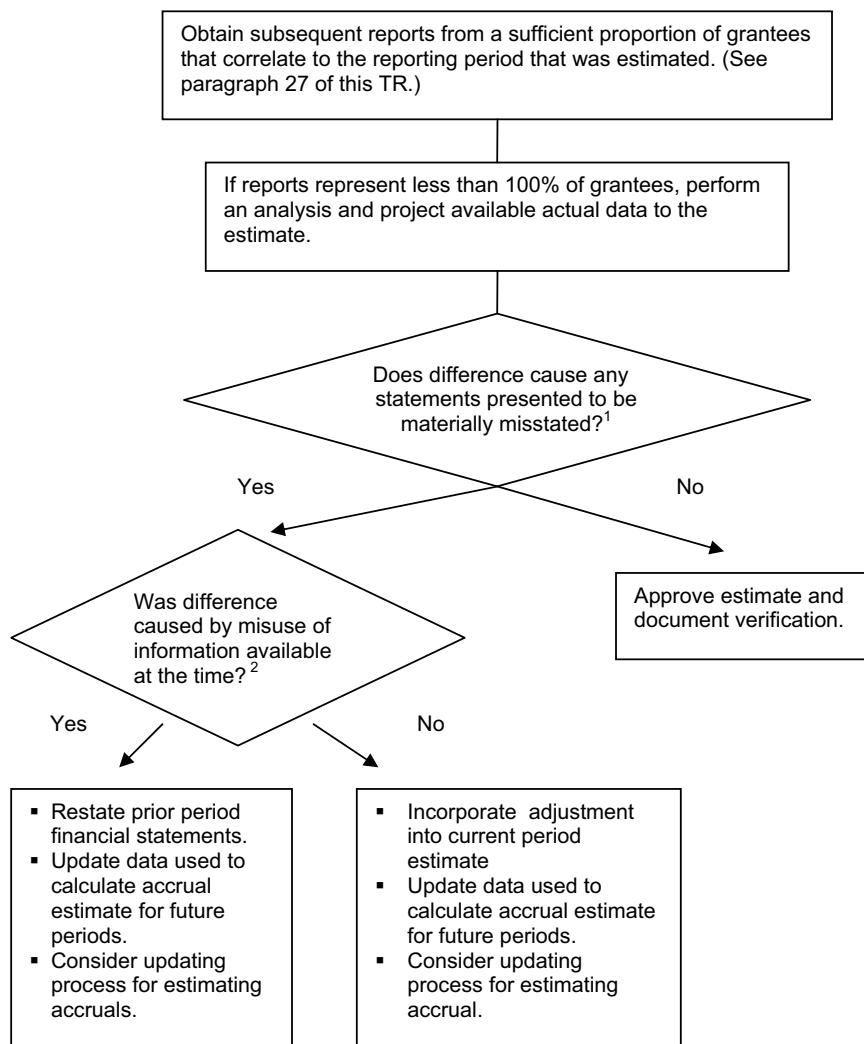 Obtain subsequent reports from a sufficient proportion of grantees
that correlate to the reporting period that was estimated. (See
paragraph 27 of this TR.)
If reports represent less than 100% of grantees, perform
an analysis and project available actual data to the
estimate.
Does difference cause any
statements presented to be
materially misstated?1
Yes
No
Was difference
caused by misuse of
information available
at the time? 2
Approve estimate and
document verification.
Yes
No
▪ Restate prior period
financial statements.
▪ Update data used to
calculate accrual
estimate for future
periods.
▪ Consider updating
process for estimating
accruals.
▪ Incorporate adjustment
into current period
estimate
▪ Update data used to
calculate accrual estimate
for future periods.
▪ Consider updating
process for estimating
accrual.